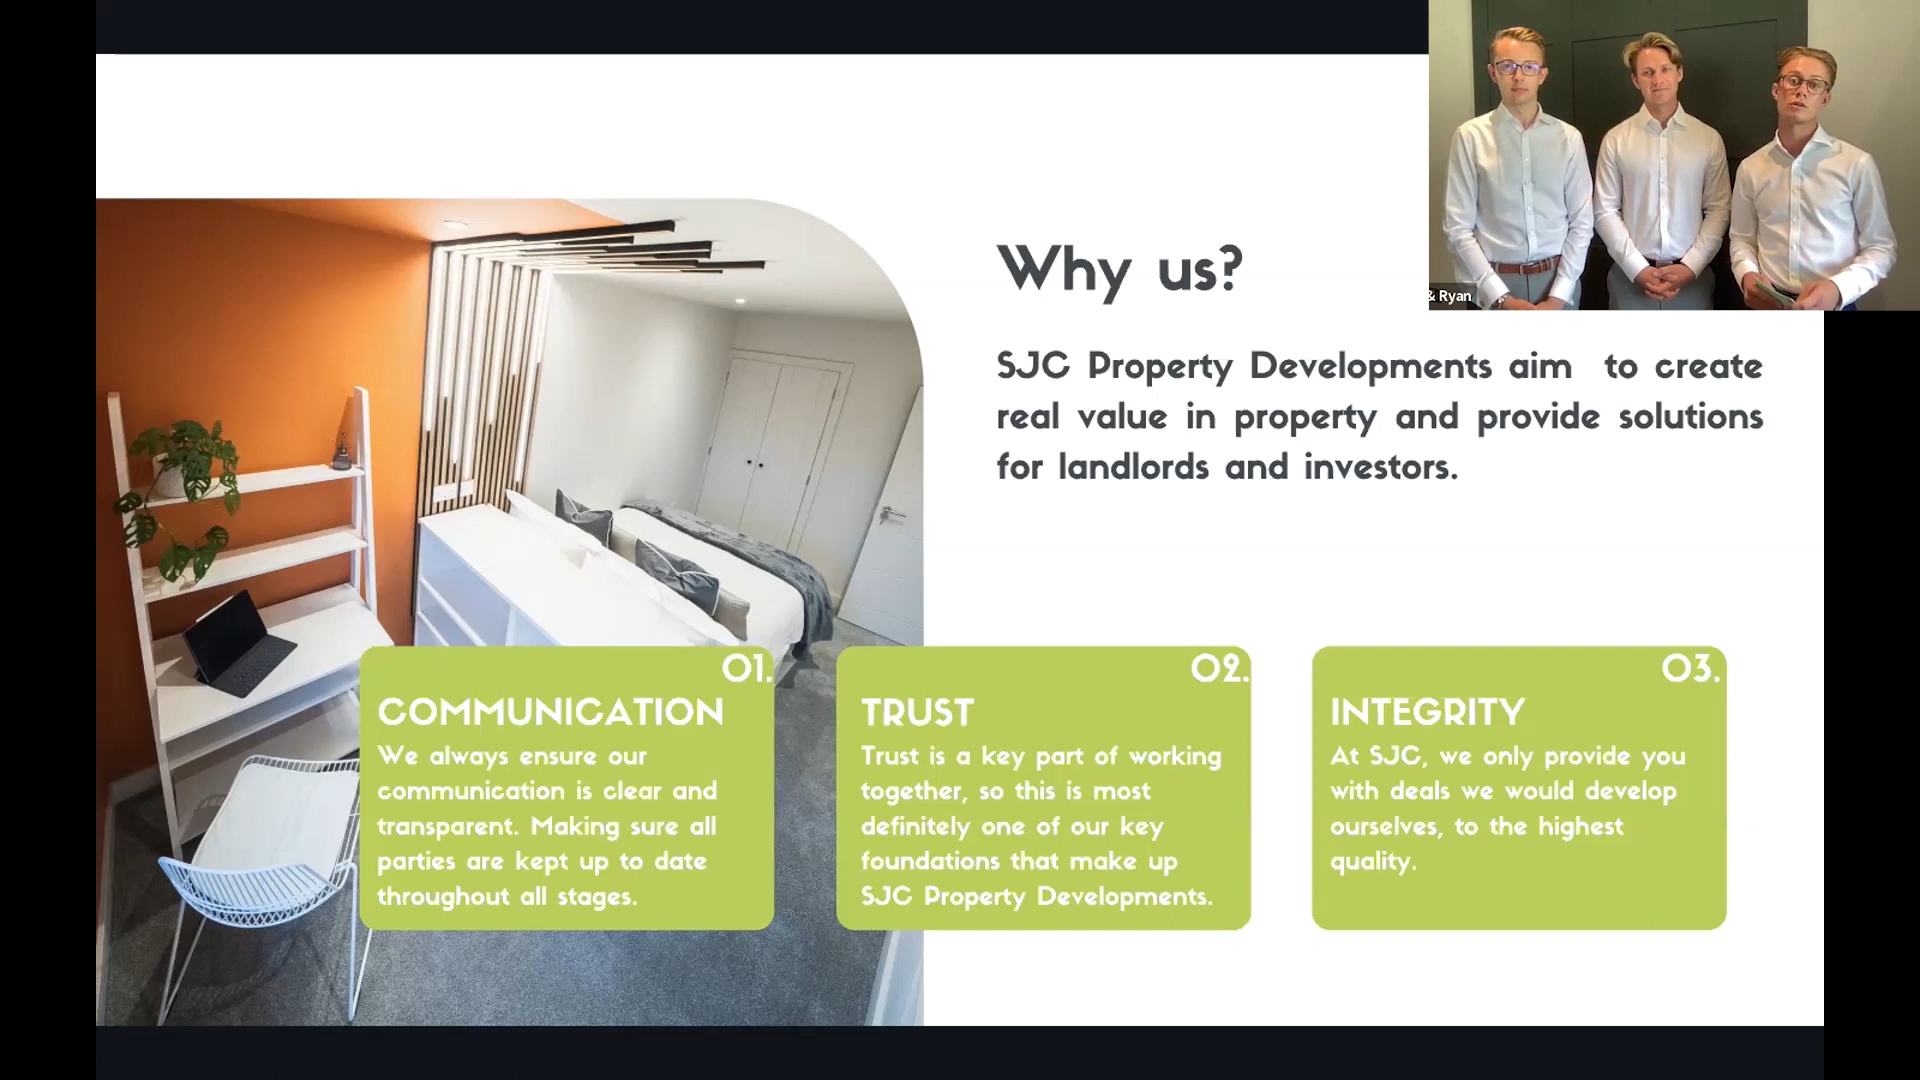 & Ryan
Why us?
SJC Property Developments aim to create
real value in property and provide solutions
for landlords and investors.
01.
COMMUNICATION
We always ensure our
communication is clear and
transparent. Making sure all
parties are kept up to date
throughout all stages.
02.
TRUST
Trust is a key part of working
together, so this is most
definitely one of our key
foundations that make up
SJC Property Developments.
03.
INTEGRITY
At SJC, we only provide you
with deals we would develop
ourselves, to the highest
quality.